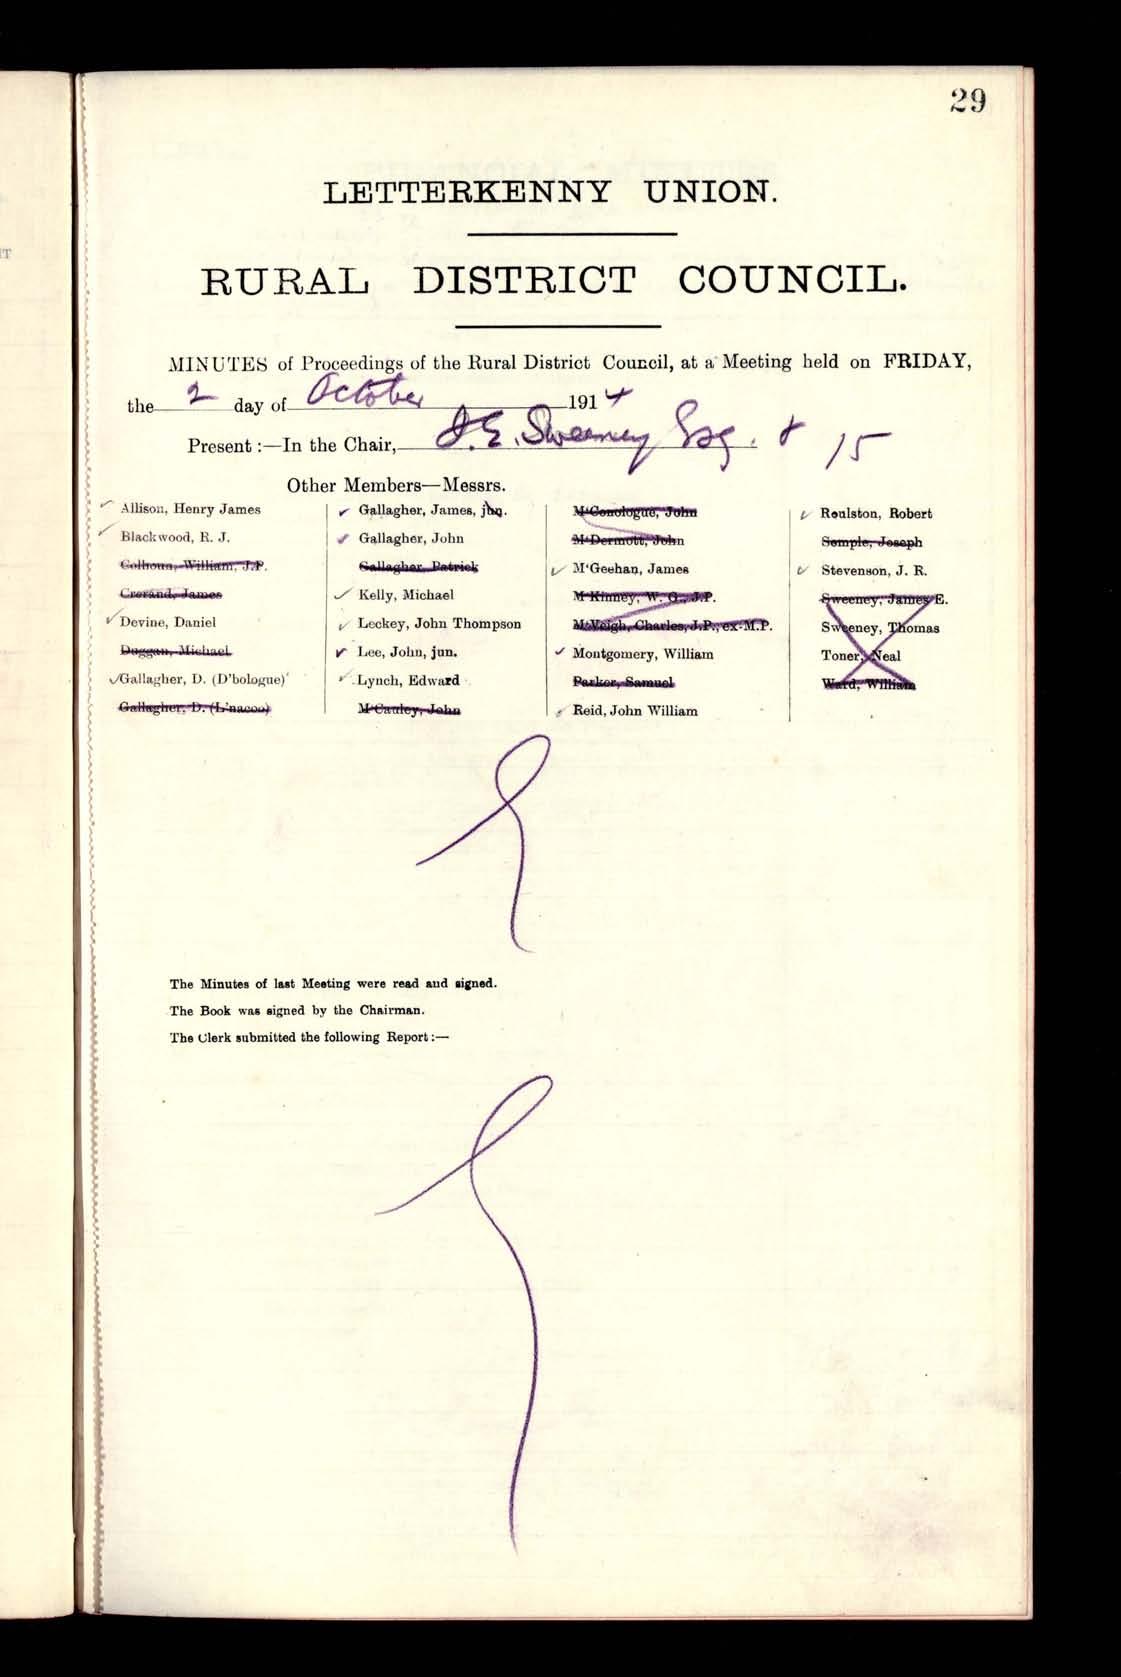 29
LETTERKENNY UNION.
RURAL DISTRICT COUNCIL.
MINUTES of Proceedings of the Rural District Council, at a Meeting held on FRIDAY,
the 2 day of October 1914
Present :—In the Chair, J.E. Sweeney Esq. & 15
Other Members—Messrs.
Allison, Henry James
Blackwood, R. J.
Colhoun, William, J.P.
Crerand, James
Devine, Daniel
Duggan, Michael
Gallagher, D. (D'bologue)
Gallagher, D. (L'nacoo)
Gallagher, James, jun.
Gallagher, John
Gallagher, Patrick
Kelly, Michael
Leckey, John Thompson
Lee, John, jun.
Lynch, Edward
M'Cauley, John
M'Conologue, John
M'Dermott, John
M'Geehan, James
M'Kinney, W. G., J.P.
M'Veigh, Charles, J.P., ex-M.P.
Montgomery, William
Parker, Samuel
Reid, John William
Roulston, Robert
Semple, Joseph
Stevenson, J. R.
Sweeney, James E.
Sweeney, Thomas
Toner, Neal
Ward, William
The Minutes of last Meeting were read and signed.
The Book was signed by the Chairman.
The Clerk submitted the following Report :—